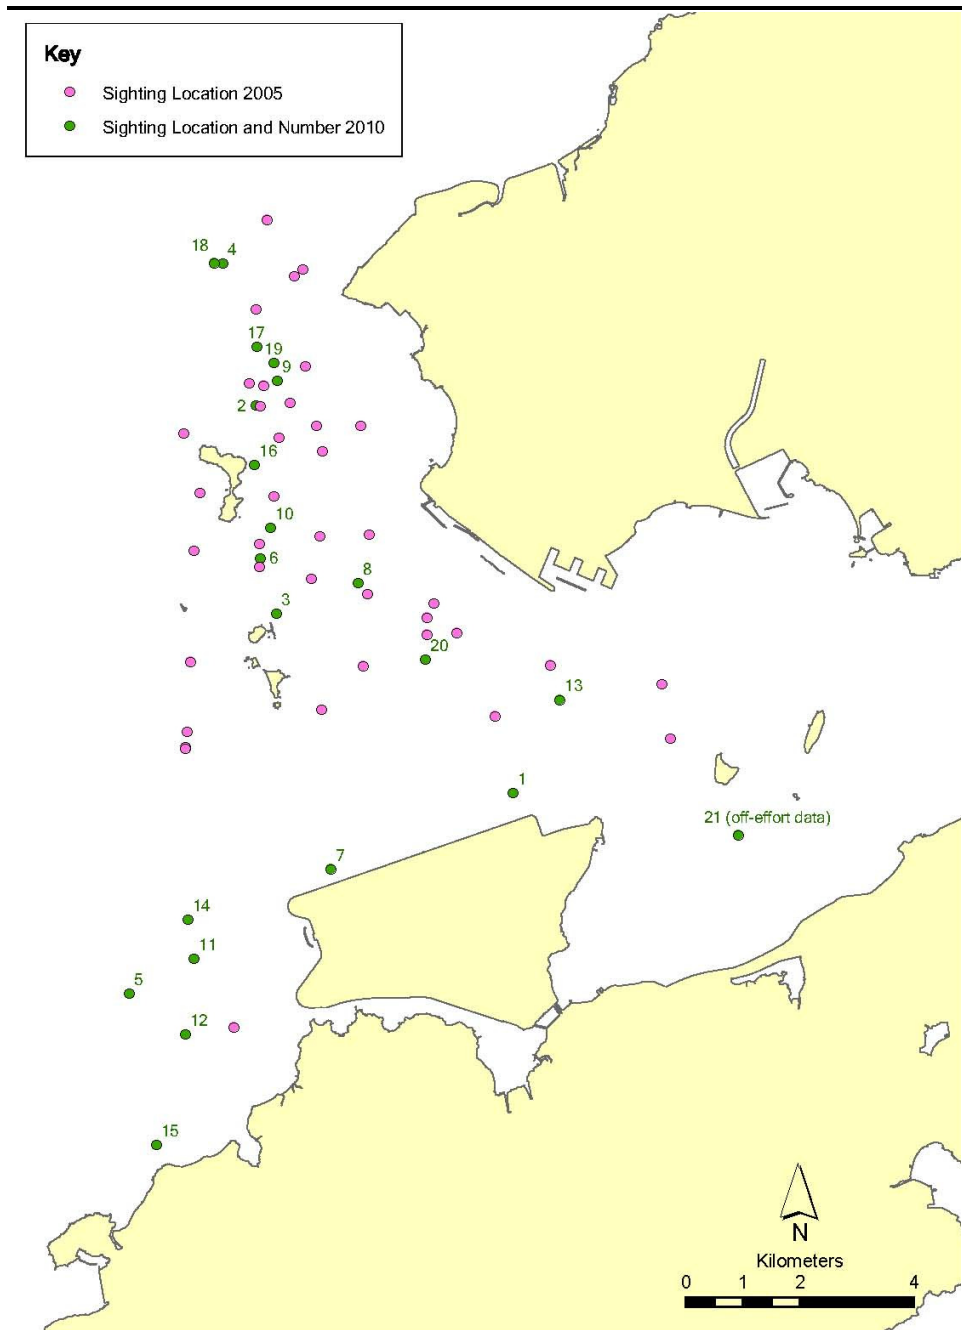 Key
Sighting Location 2005
Sighting Location and Number 2010
18 4
17
19
9
2
16
10
6
8
3
20
13
1
21 (off-effort data)
7
14
11
5
12
15
N
Kilometers
0 1 2 4